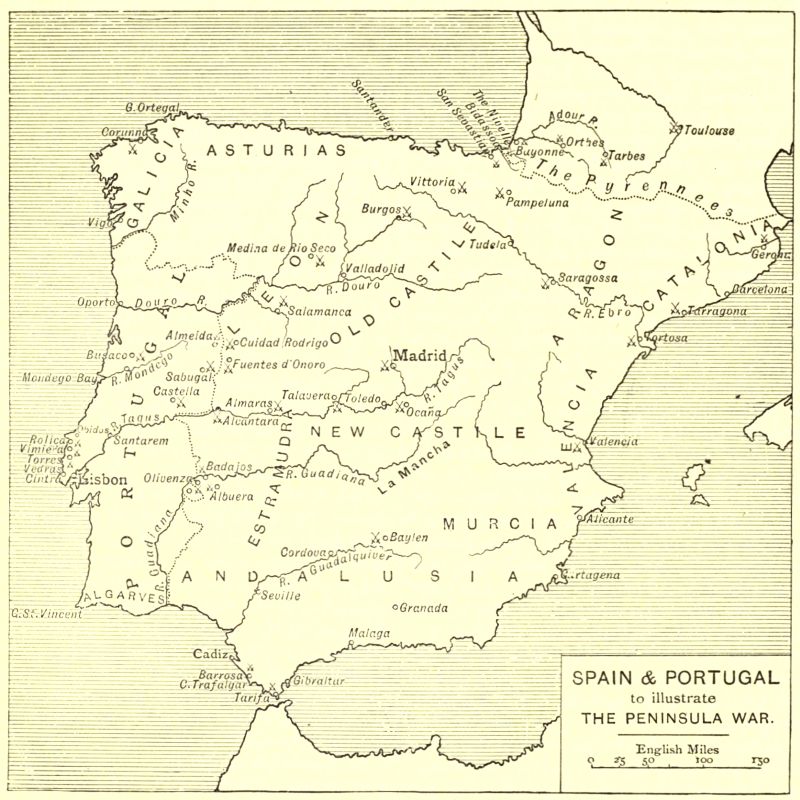 G. Ortegal
Corunna
Santander
San Sevastian
Bidassoa
The Nivelle
Adour R.
Bayonne
Orthes
Tarbes
Toulouse
ASTURIAS
GALICIA
Minho R.
Vigo
The Pyrennees
Vittoria
Pampeluna
Burgos
Tudela
Medina de Rio Seco
Valladolid
LEON
OLD CASTILE
ARAGON
CATALONIA
Gerona
Barcelona
Tarragona
Tortosa
Saragossa
R. Ebro
Oporto
Douro R.
R. Douro
Salamanca
Almeida
Cuidad Rodrigo
Busaco
Fuentes d'Onoro
Madrid
Mondego Bay
R. Mondego
Sabugal
Castella
Talavera
Toledo
R. Tagus
Almaras
Ocaña
Alcantara
PORTUGAL
R. Tagus
Obidos
Santarem
Rolica
Vimiera
Torres
Vedras
Cintra
Lisbon
NEW CASTILE
VALENCIA
Valencia
La Mancha
Badajos
Olivenza
R. Guadiana
Albuera
ESTRAMUDRA
R. Guadiana
MURCIA
Alicante
Baylen
Cordova
R. Guadalquiver
ANDALUSIA
Cartagena
ALGARVES
Seville
C. St. Vincent
Granada
Malaga
Cadiz
Barrosa
C. Trafalgar
Gibraltar
Tarifa
SPAIN & PORTUGAL
to illustrate
THE PENINSULA WAR.
English Miles
0 25 50 100 150